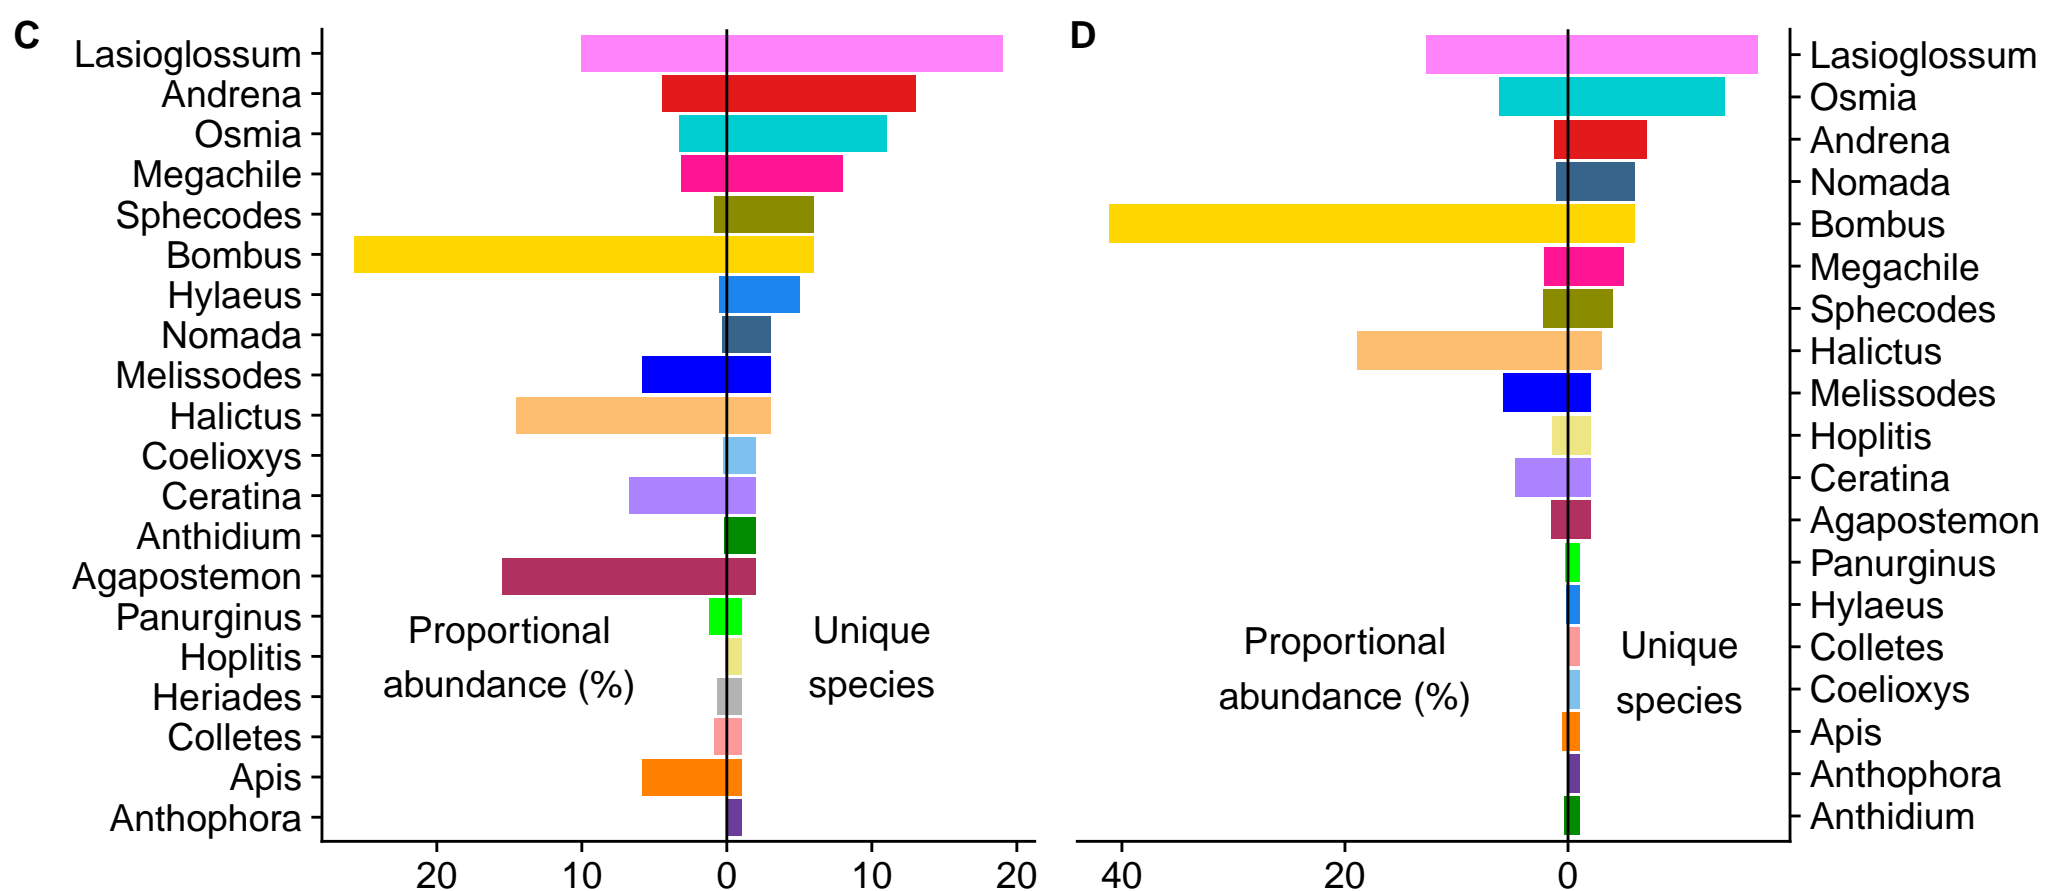 C
Lasioglossum
Andrena
Osmia
Megachile
Sphecodes
Bombus
Hylaeus
Nomada
Melissodes
Halictus
Coelioxys
Ceratina
Anthidium
Agapostemon
Panurginus
Hoplitis
Heriades
Colletes
Apis
Anthophora
Proportional
abundance (%)
Unique
species
20 10 0 10 20
D
Lasioglossum
Osmia
Andrena
Nomada
Bombus
Megachile
Sphecodes
Halictus
Melissodes
Hoplitis
Ceratina
Agapostemon
Panurginus
Hylaeus
Colletes
Coelioxys
Apis
Anthophora
Anthidium
Proportional
abundance (%)
Unique
species
40 20 0